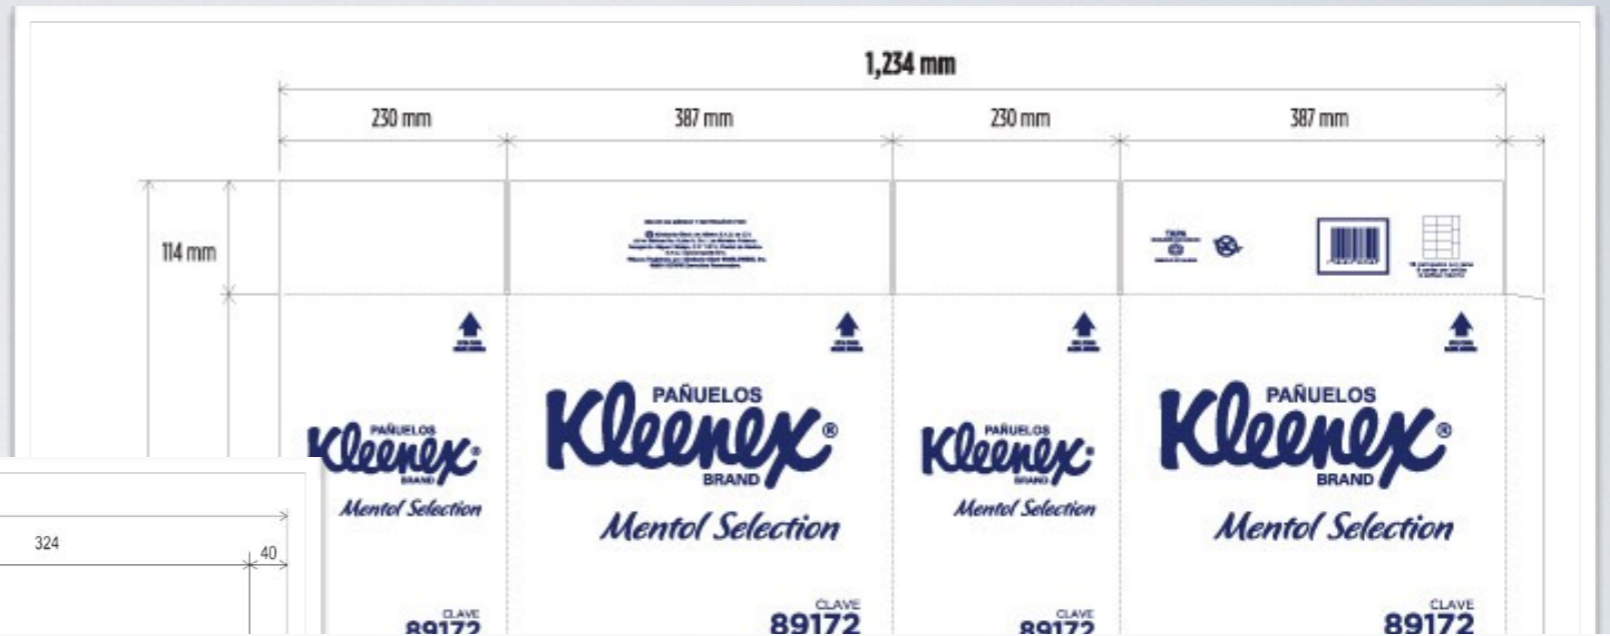 1,234 mm
230 mm
387 mm
230 mm
387 mm
114 mm
PAÑUELOS
Kleenex®
BRAND
Mentol Selection
CLAVE
89172
PAÑUELOS
Kleenex®
BRAND
Mentol Selection
CLAVE
89172
PAÑUELOS
Kleenex®
BRAND
Mentol Selection
CLAVE
89172
PAÑUELOS
Kleenex®
BRAND
Mentol Selection
CLAVE
89172
324
40